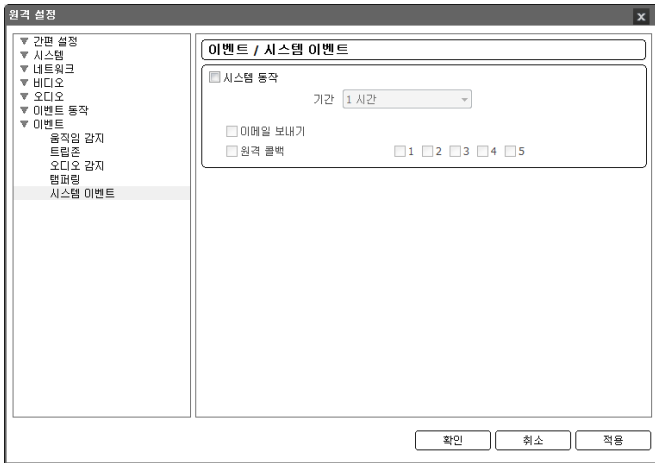 원격 설정
간편 설정
시스템
네트워크
비디오
오디오
이벤트 동작
이벤트
움직임 감지
트립존
오디오 감지
탬퍼링
시스템 이벤트
이벤트 / 시스템 이벤트
시스템 동작
기간 1 시간
이메일 보내기
원격 콜백 1 2 3 4 5
확인 취소 적용